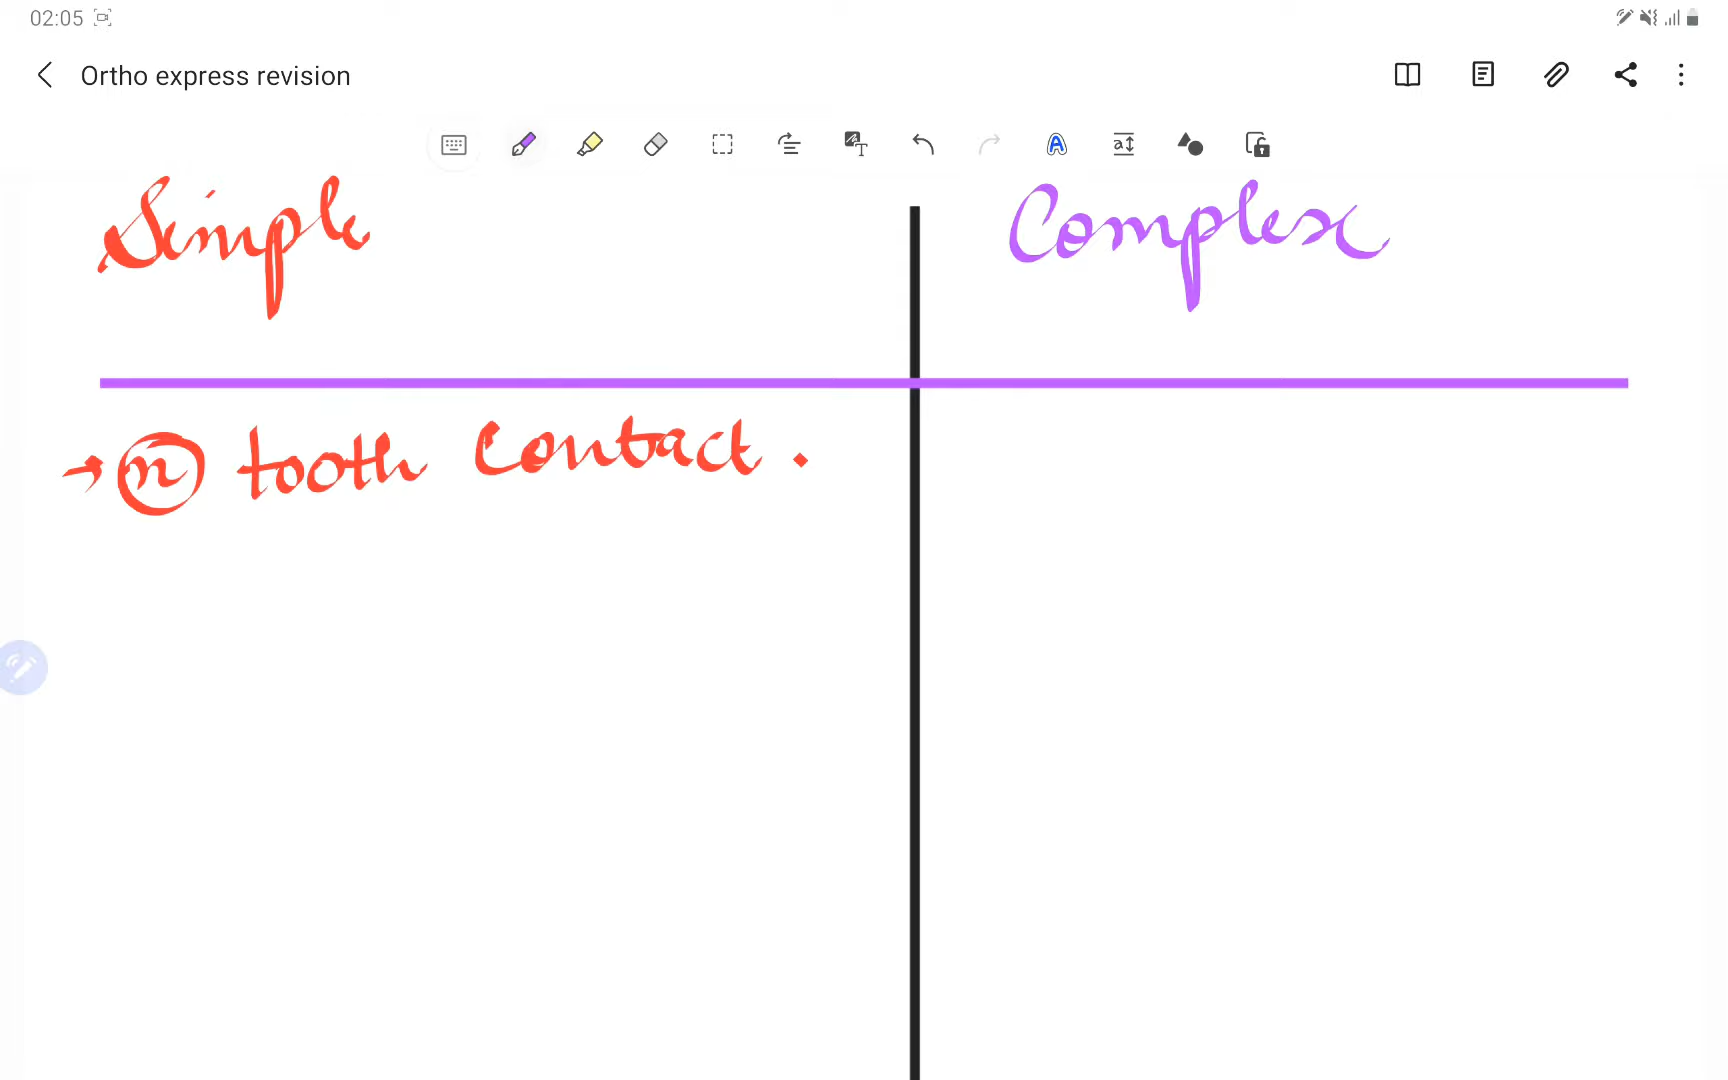 02:05
Ortho express revision
Simple
Complex
→ ⓝ tooth contact.